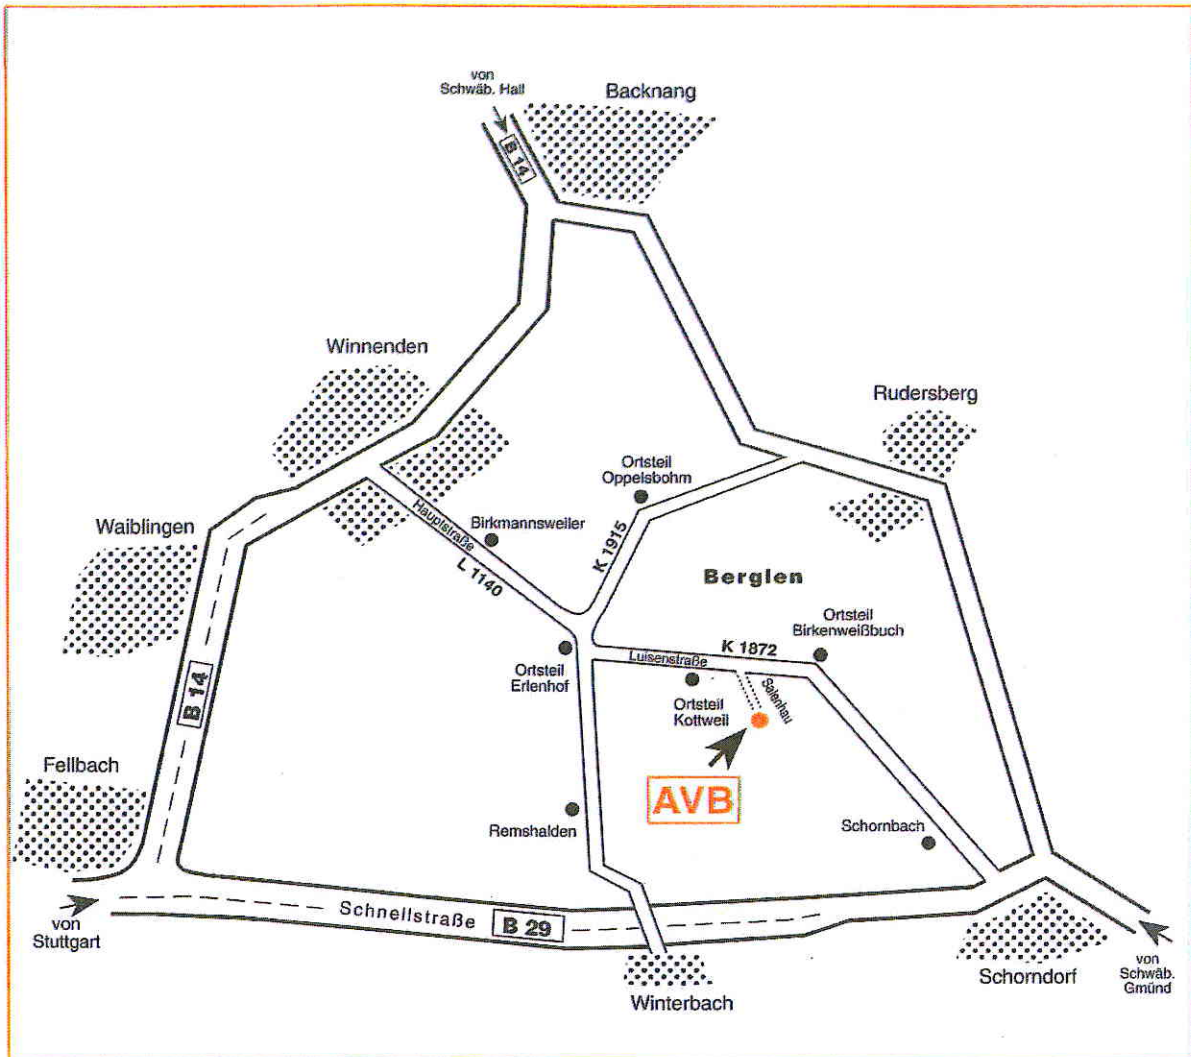 von
Schwäb. Hall
Backnang
B 14
Winnenden
Rudersberg
Ortsteil
Oppelsbohm
Waiblingen
Hauptstraße
Birkmannsweiler
K 1915
L 1140
Berglen
Ortsteil
Birkenweißbuch
K 1872
Luisenstraße
Ortsteil
Erlenhof
Salenhau
Ortsteil
Kottweil
B 14
Fellbach
AVB
Remshalden
Schornbach
Schnellstraße
B 29
von
Stuttgart
Schorndorf
von
Schwäb.
Gmünd
Winterbach